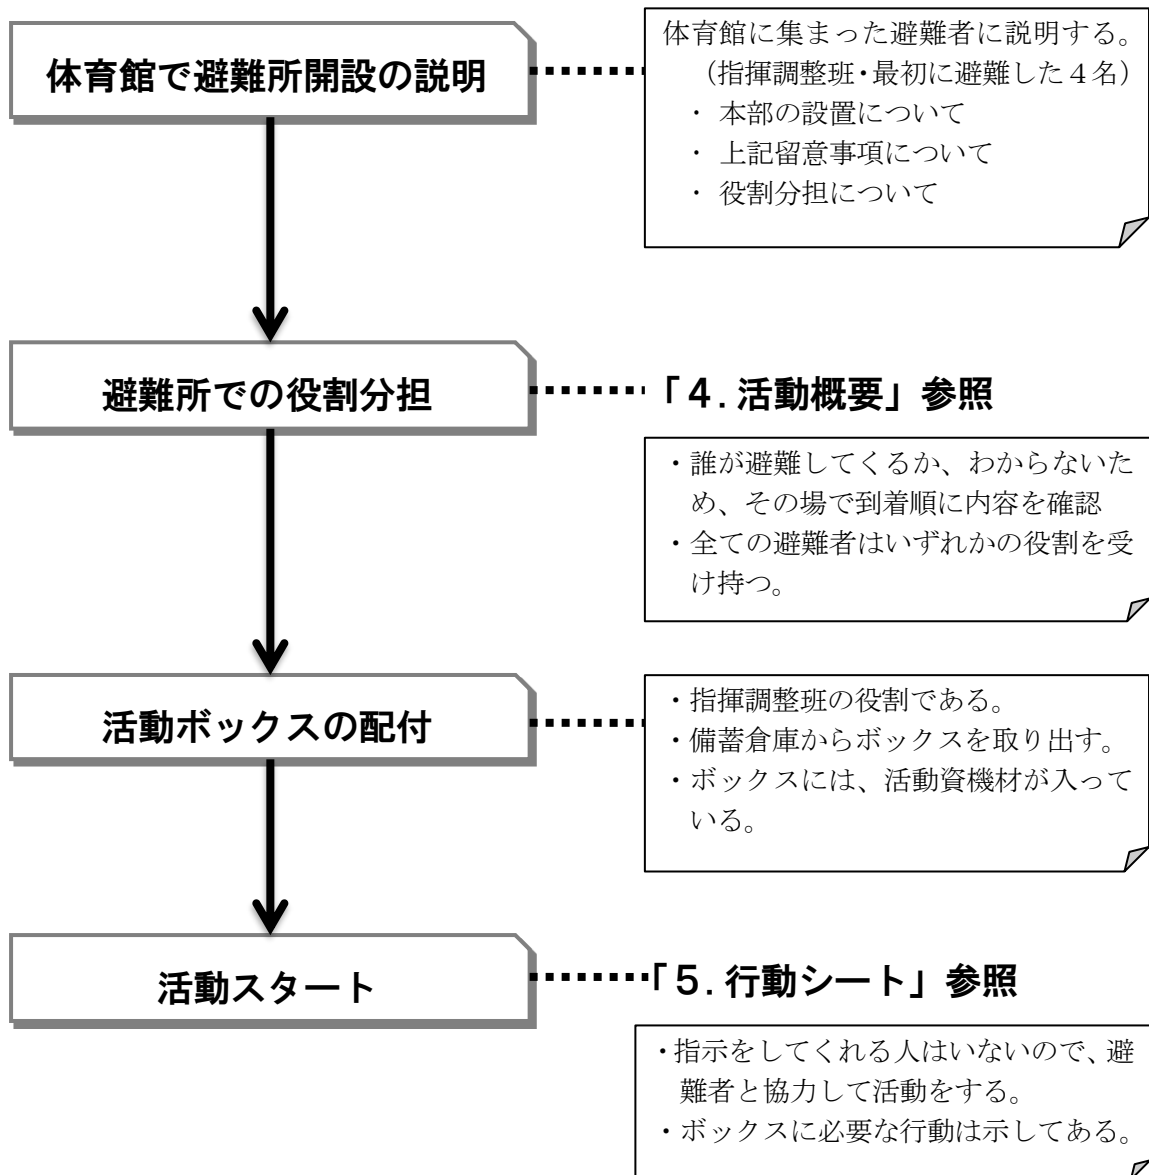 体育館で避難所開設の説明
体育館に集まった避難者に説明する。
(指揮調整班・最初に避難した４名)
・ 本部の設置について
・ 上記留意事項について
・ 役割分担について
避難所での役割分担
「４.活動概要」参照
・誰が避難してくるか、わからないた
め、その場で到着順に内容を確認
・全ての避難者はいずれかの役割を受
け持つ。
活動ボックスの配付
・指揮調整班の役割である。
・備蓄倉庫からボックスを取り出す。
・ボックスには、活動資機材が入って
いる。
活動スタート
「５.行動シート」参照
・指示をしてくれる人はいないので、避
難者と協力して活動をする。
・ボックスに必要な行動は示してある。